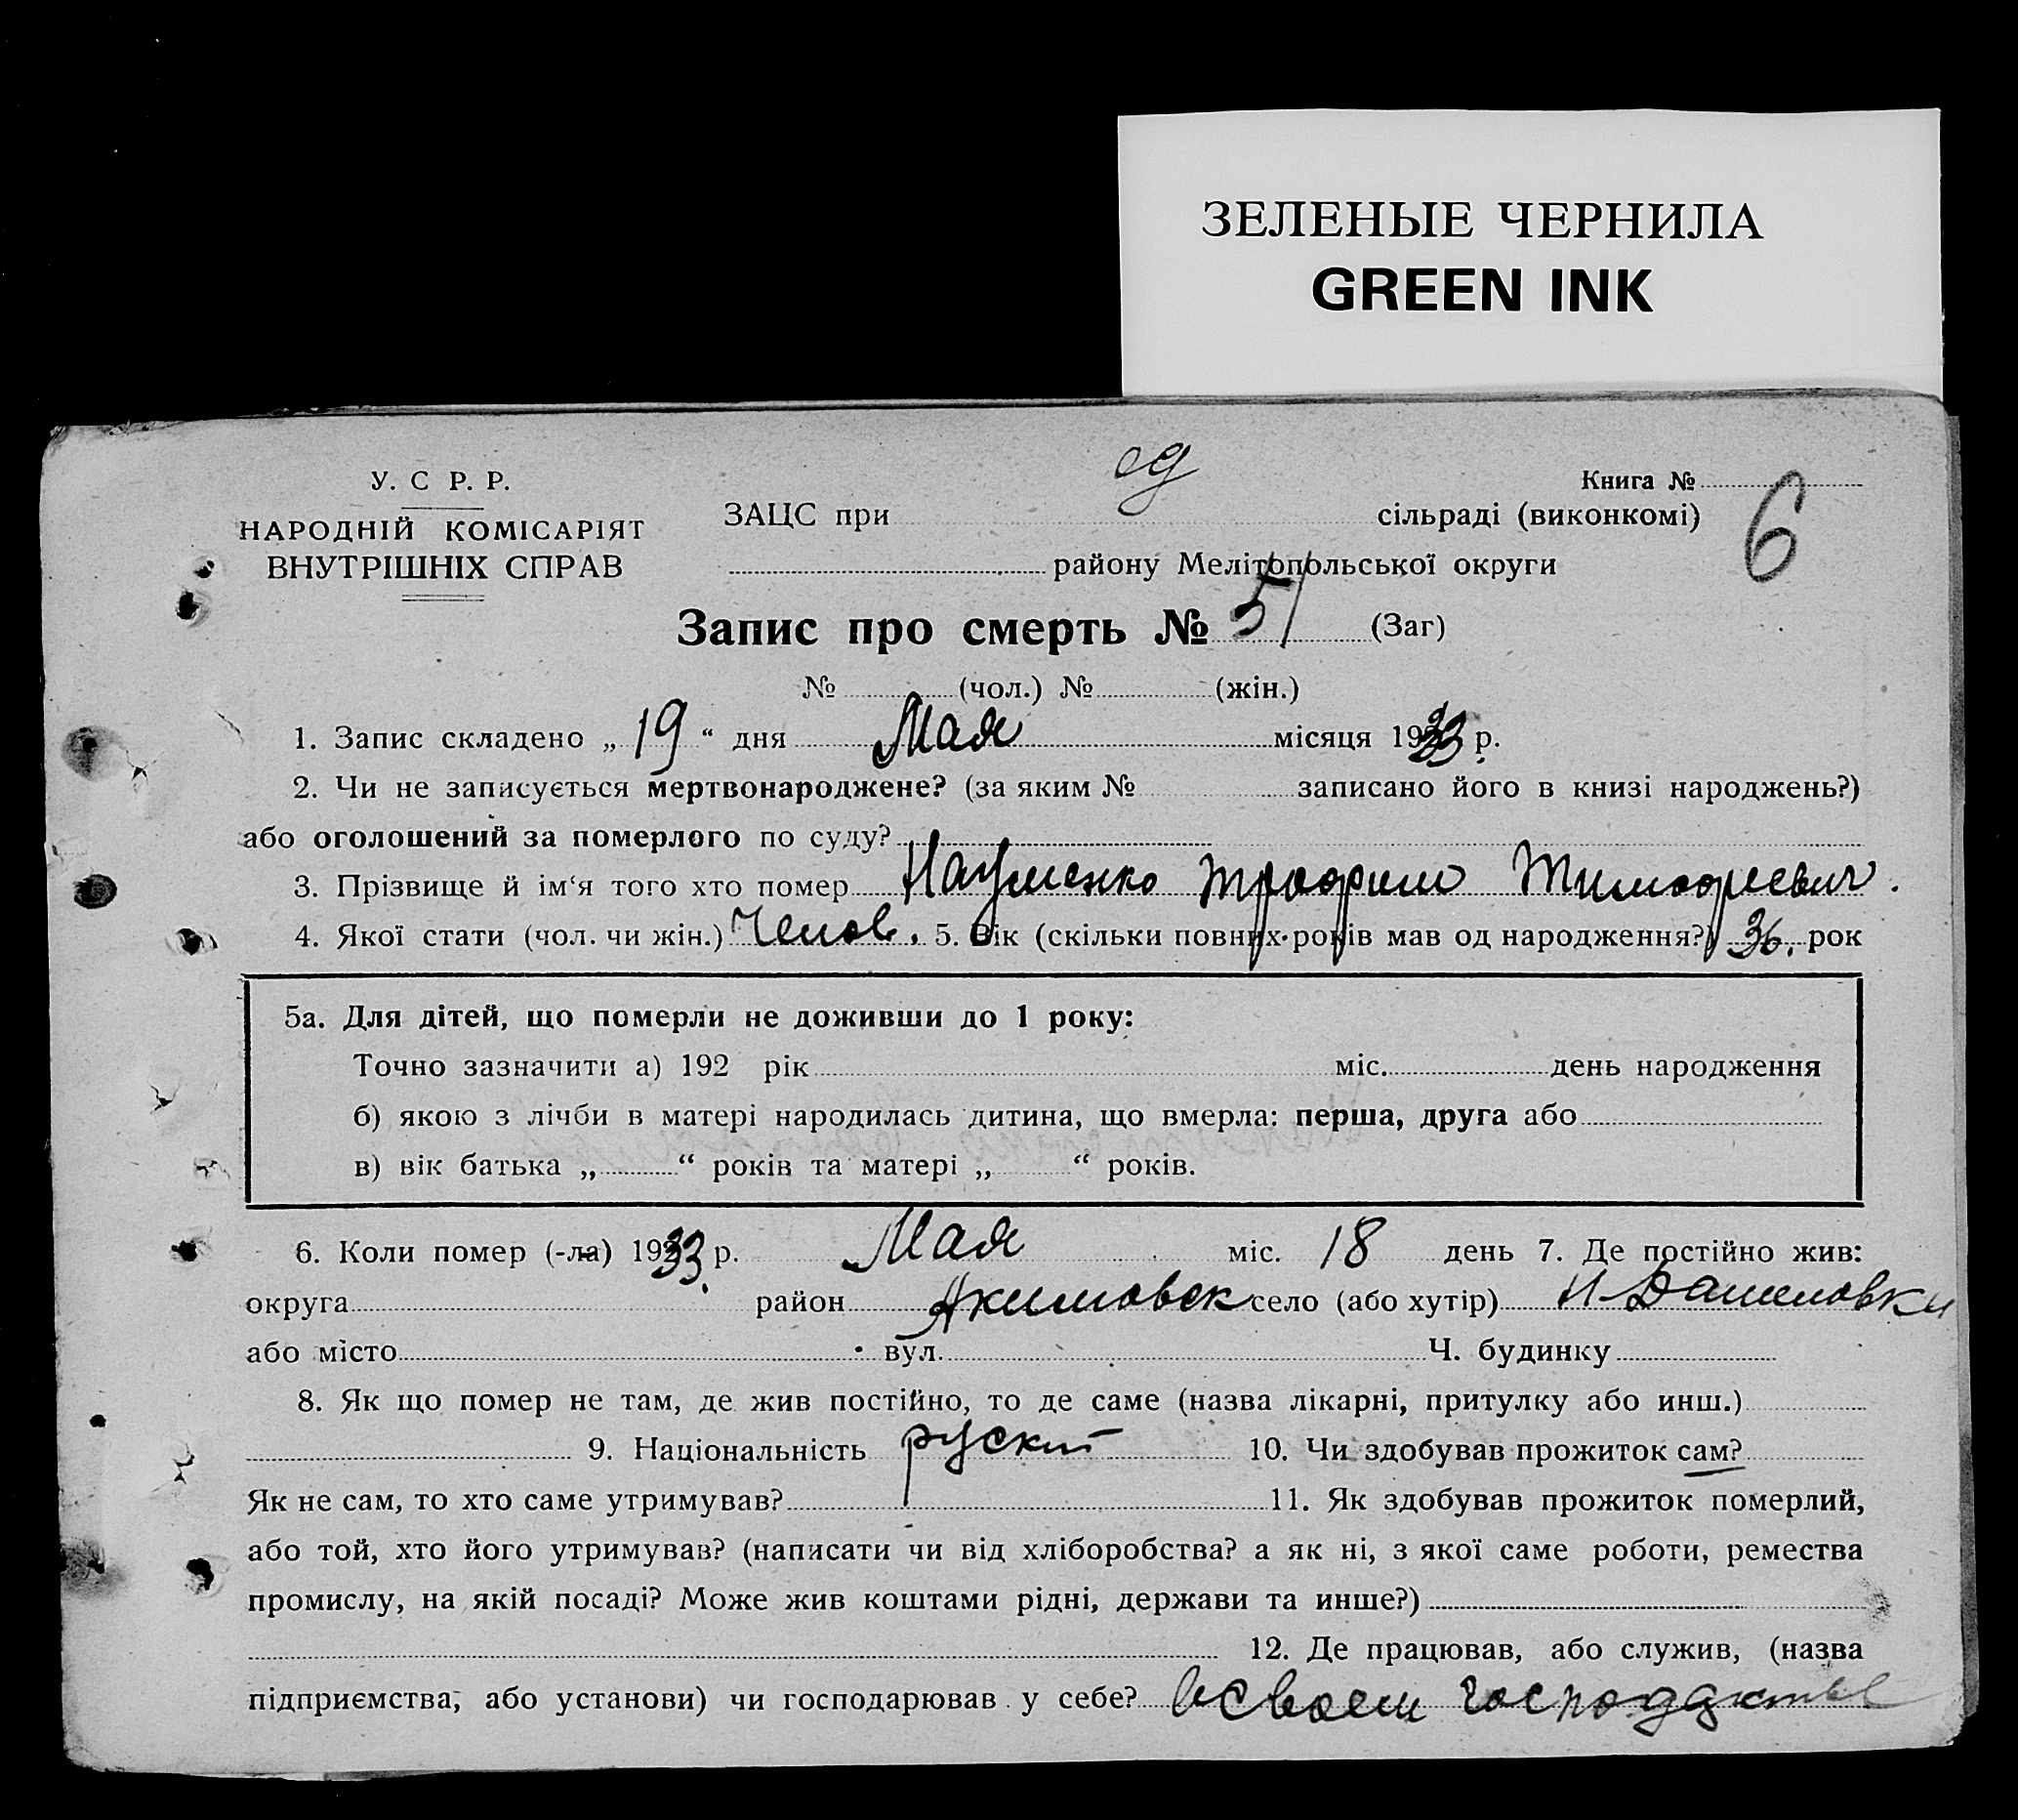 ЗЕЛЕНЫЕ ЧЕРНИЛА
GREEN INK
У. С Р. Р.
НАРОДНІЙ КОМІСАРІЯТ
ВНУТРІШНІХ СПРАВ
Книга №
6
ЗАЦС при сільраді (виконкомі)
району Мелітопольської округи
Запис про смерть № 51 (Заг)
№ (чол.) № (жін.)
1. Запис складено „ 19 “ дня Мая місяця 1933 р.
2. Чи не записується мертвонароджене? (за яким № записано його в книзі народжень?)
або оголошений за померлого по суду?
3. Прізвище й ім‘я того хто помер Науменко Трофим Тимофеевич.
4. Якої стати (чол. чи жін.) Челов. 5. Вік (скільки повних років мав од народження?) 36. рок
5а. Для дітей, що померли не доживши до 1 року:
Точно зазначити а) 192 рік міс. день народження
б) якою з лічби в матері народилась дитина, що вмерла: перша, друга або
в) вік батька „ “ років та матері „ “ років.
6. Коли помер (-ла) 1933 р. Мая міс. 18 день 7. Де постійно жив:
округа район Акимовск село (або хутір) Н-Даниловки
або місто вул. Ч. будинку
8. Як що помер не там, де жив постійно, то де саме (назва лікарні, притулку або инш.)
9. Національність руский 10. Чи здобував прожиток сам?
Як не сам, то хто саме утримував? 11. Як здобував прожиток померлий,
або той, хто його утримував? (написати чи від хліборобства? а як ні, з якої саме роботи, ремества
промислу, на якій посаді? Може жив коштами рідні, держави та инше?)
12. Де працював, або служив, (назва
підприємства, або установи) чи господарював у себе?